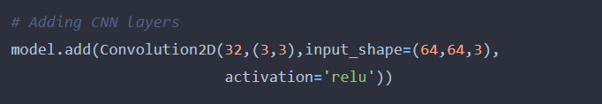 # Adding CNN layers
model.add(Convolution2D(32,(3,3),input_shape=(64,64,3),
activation='relu'))